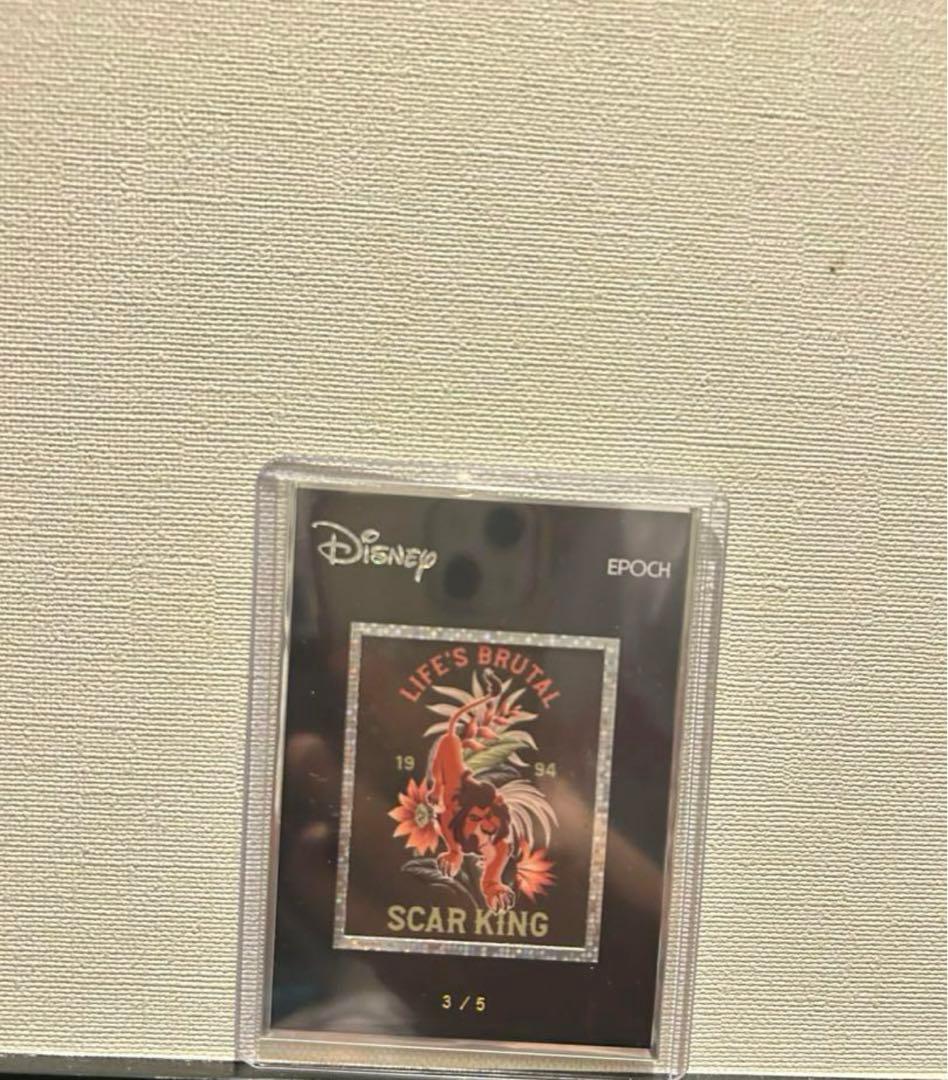 Disney
EPOCH
LIFE'S BRUTAL
19 94
SCAR KING
3 / 5